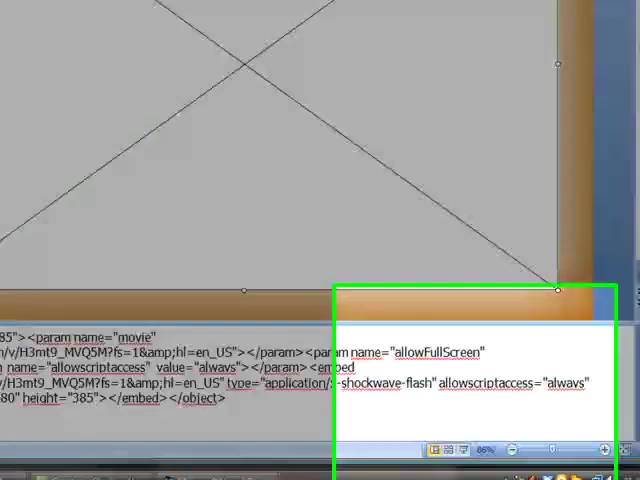 85"><param name="movie"
m/v/H3mt9_MVQ5M?fs=1&amp;hl=en_US"></param><param name="allowFullScreen"
name="allowscriptaccess" value="always"></param><embed
/v/H3mt9_MVQ5M?fs=1&amp;hl=en_US" type="application/x-shockwave-flash" allowscriptaccess="always"
80" height="385"></embed></object>
86%